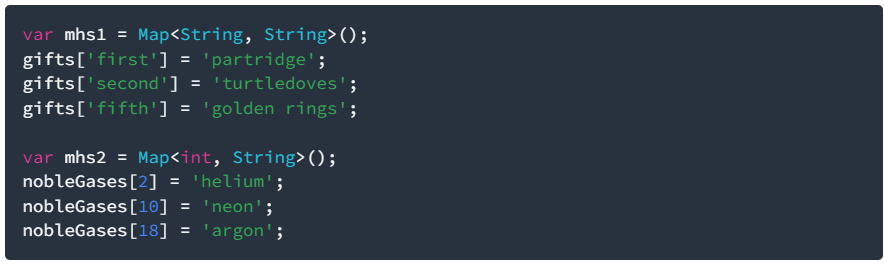 var mhs1 = Map<String, String>();
gifts['first'] = 'partridge';
gifts['second'] = 'turtledoves';
gifts['fifth'] = 'golden rings';
var mhs2 = Map<int, String>();
nobleGases[2] = 'helium';
nobleGases[10] = 'neon';
nobleGases[18] = 'argon';